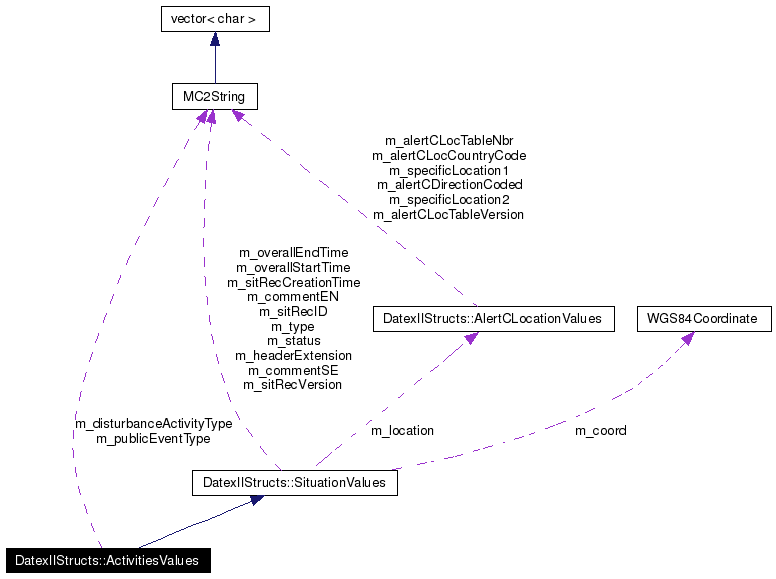 vector< char >
MC2String
m_alertCLocTableNbr
m_alertCLocCountryCode
m_specificLocation1
m_alertCDirectionCoded
m_specificLocation2
m_alertCLocTableVersion
m_overallEndTime
m_overallStartTime
m_sitRecCreationTime
m_commentEN
m_sitRecID
m_type
m_status
m_headerExtension
m_commentSE
m_sitRecVersion
DatexIIStructs::AlertCLocationValues
WGS84Coordinate
m_disturbanceActivityType
m_publicEventType
m_location
m_coord
DatexIIStructs::SituationValues
DatexIIStructs::ActivitiesValues